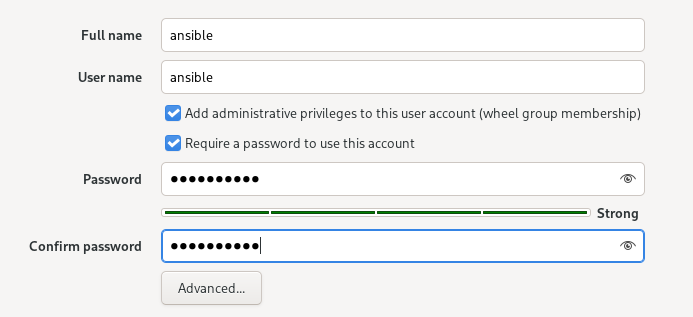 Full name
ansible
User name
ansible
Add administrative privileges to this user account (wheel group membership)
Require a password to use this account
Password
●●●●●●●●●●
Strong
Confirm password
●●●●●●●●●●
Advanced...